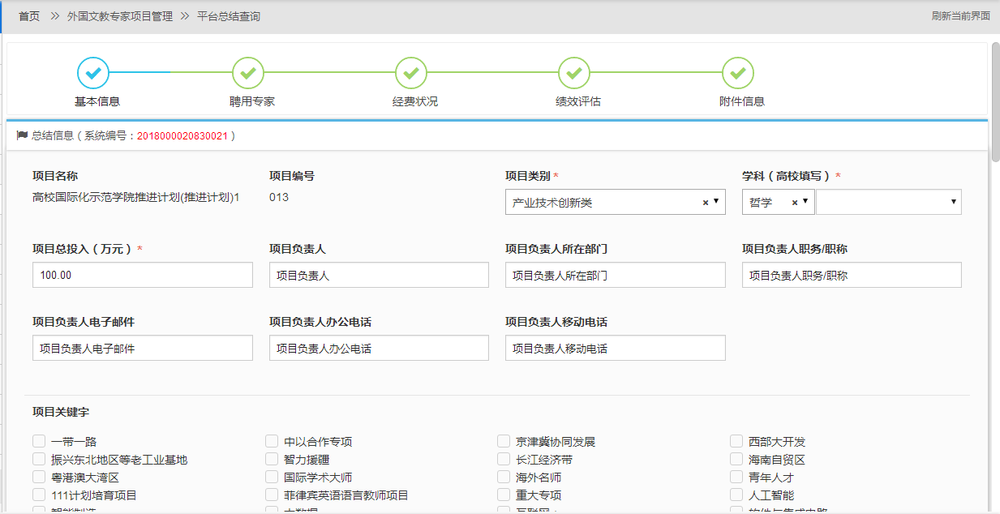 首页 >> 外国文教专家项目管理 >> 平台总结查询 刷新当前界面
基本信息 聘用专家 经费状况 绩效评估 附件信息
总结信息 ( 系统编号：2018000020830021 )
项目名称 项目编号 项目类别 * 学科 ( 高校填写 ) *
高校国际化示范学院推进计划(推进计划)1 013 产业技术创新类 × 哲学 ×
项目总投入 ( 万元 ) * 项目负责人 项目负责人所在部门 项目负责人职务/职称
100.00 项目负责人 项目负责人所在部门 项目负责人职务/职称
项目负责人电子邮件 项目负责人办公电话 项目负责人移动电话
项目负责人电子邮件 项目负责人办公电话 项目负责人移动电话
项目关键字
一带一路 中以合作专项 京津冀协同发展 西部大开发
振兴东北地区等老工业基地 智力援疆 长江经济带 海南自贸区
粤港澳大湾区 国际学术大师 海外名师 青年人才
111计划培育项目 菲律宾英语语言教师项目 重大专项 人工智能